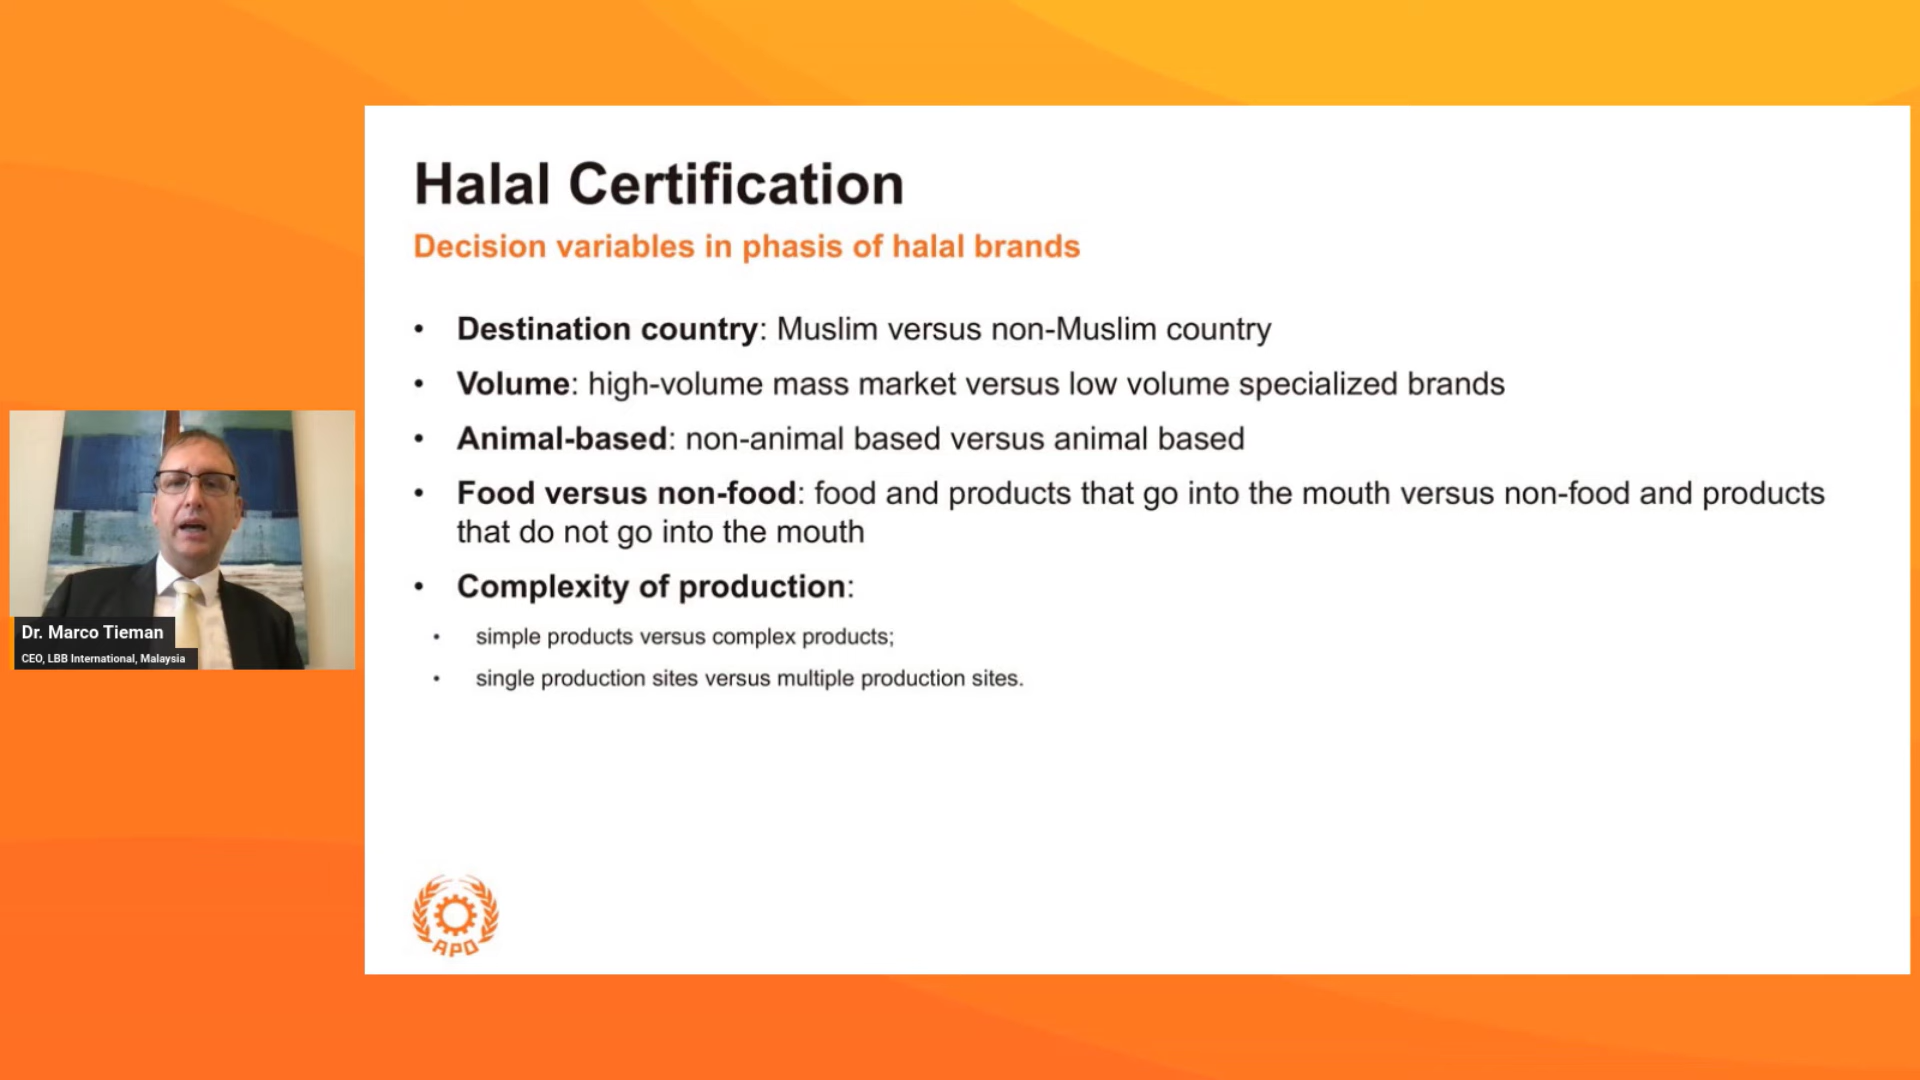 Halal Certification
Decision variables in phasis of halal brands
• Destination country: Muslim versus non-Muslim country
• Volume: high-volume mass market versus low volume specialized brands
• Animal-based: non-animal based versus animal based
• Food versus non-food: food and products that go into the mouth versus non-food and products
that do not go into the mouth
• Complexity of production:
• simple products versus complex products;
• single production sites versus multiple production sites.
Dr. Marco Tieman
CEO, LBB International, Malaysia
APO